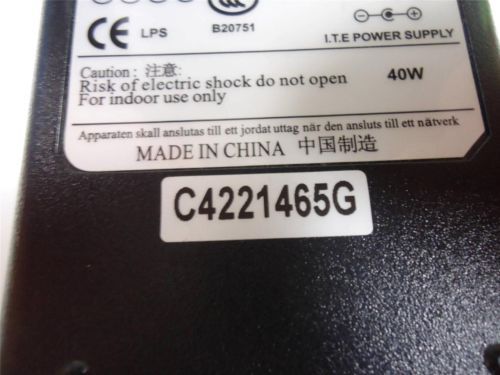 LPS B20751 I.T.E POWER SUPPLY
Caution : 注意:
Risk of electric shock do not open 40W
For indoor use only
Apparaten skall anslutas till ett jordat uttag när den ansluts till ett nätverk
MADE IN CHINA 中国制造
C4221465G